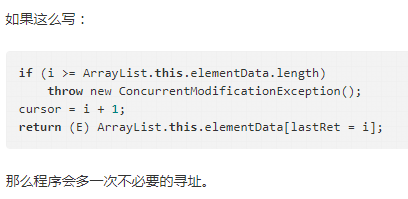 如果这么写：
if (i >= ArrayList.this.elementData.length)
    throw new ConcurrentModificationException();
cursor = i + 1;
return (E) ArrayList.this.elementData[lastRet = i];
那么程序会多一次不必要的寻址。